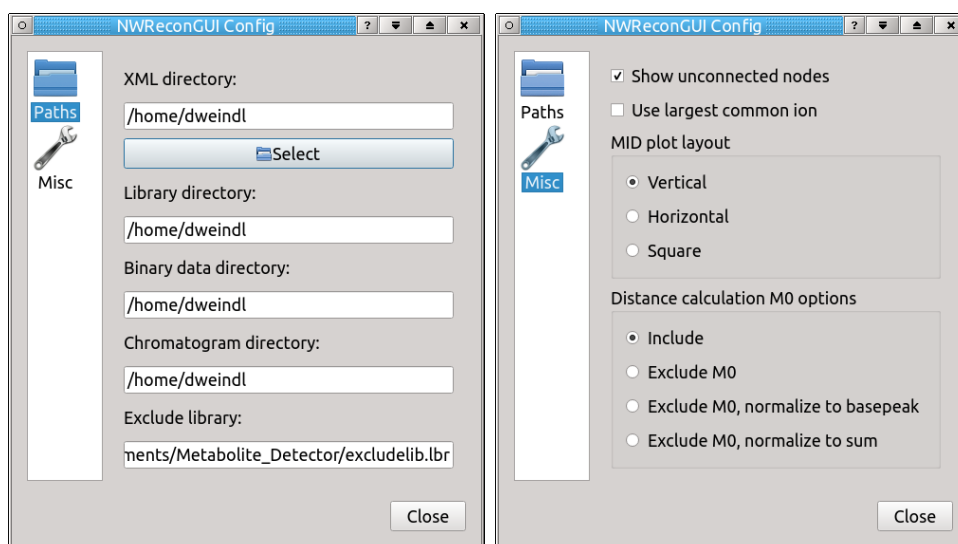 NWReconGUI Config
?
Paths
Misc
XML directory:
/home/dweindl
Select
Library directory:
/home/dweindl
Binary data directory:
/home/dweindl
Chromatogram directory:
/home/dweindl
Exclude library:
ments/Metabolite_Detector/excludelib.lbr
Close
NWReconGUI Config
?
Paths
Misc
Show unconnected nodes
Use largest common ion
MID plot layout
Vertical
Horizontal
Square
Distance calculation M0 options
Include
Exclude M0
Exclude M0, normalize to basepeak
Exclude M0, normalize to sum
Close